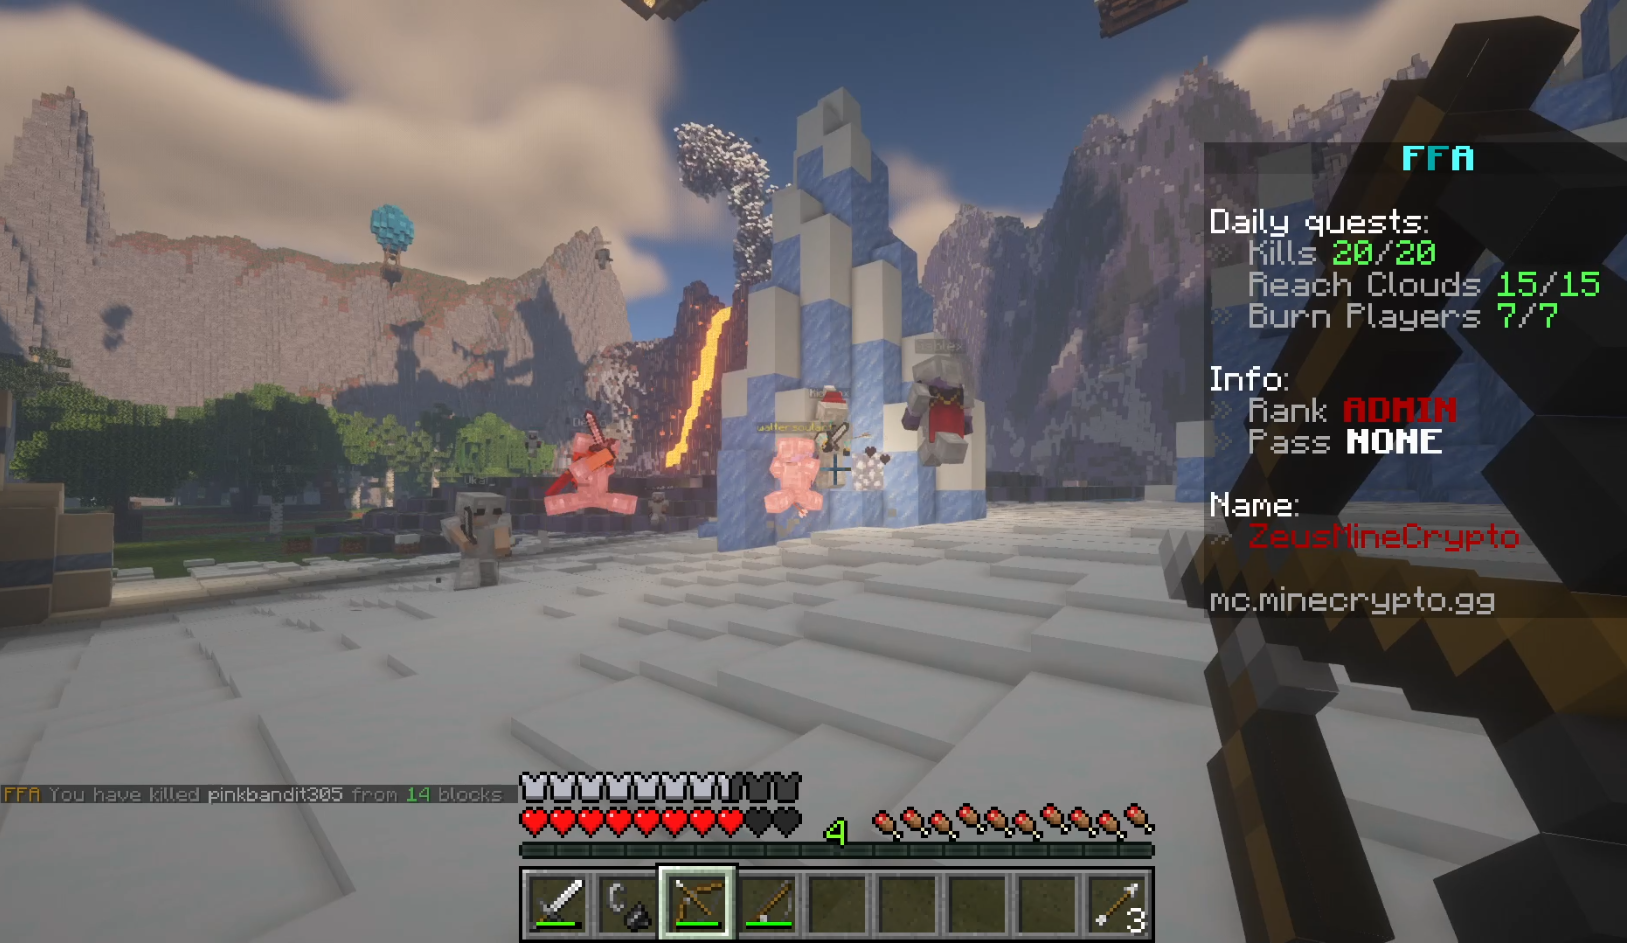 FFA
Daily quests:
» Kills 20/20
» Reach Clouds 15/15
» Burn Players 7/7
Info:
» Rank ADMIN
» Pass NONE
Name:
» ZeusMineCrypto
mc.minecrypto.gg
FFA You have killed pinkbandit305 from 14 blocks
4
3